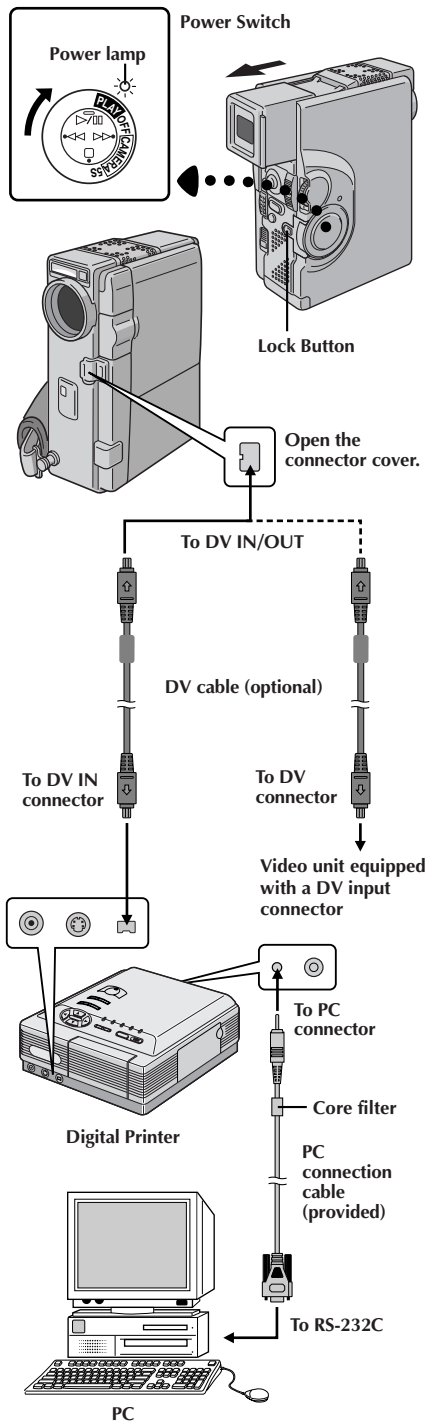 Power Switch
Power lamp
PLAY OFF CAMERA 5S
Lock Button
Open the
connector cover.
To DV IN/OUT
DV cable (optional)
To DV IN
connector
To DV
connector
Video unit equipped
with a DV input
connector
To PC
connector
Core filter
Digital Printer
PC
connection
cable
(provided)
To RS-232C
PC